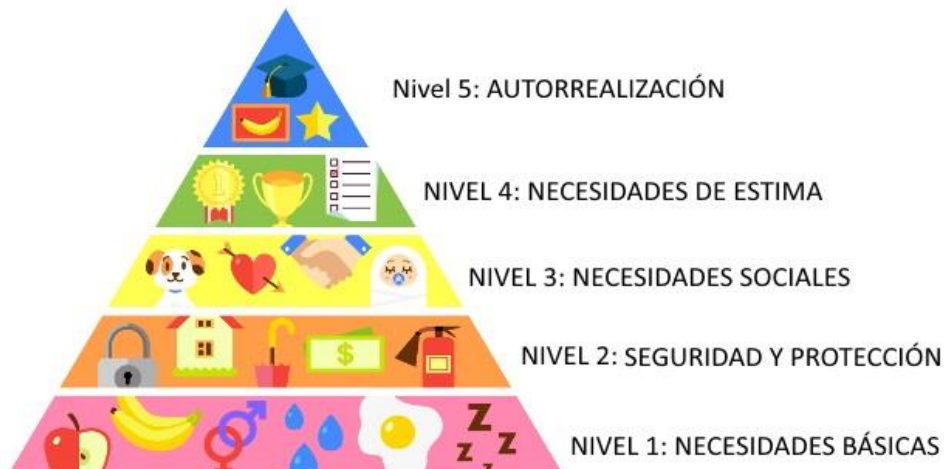 Nivel 5: AUTORREALIZACIÓN
NIVEL 4: NECESIDADES DE ESTIMA
1
NIVEL 3: NECESIDADES SOCIALES
NIVEL 2: SEGURIDAD Y PROTECCIÓN
$
NIVEL 1: NECESIDADES BÁSICAS
Z
Z Z
Z